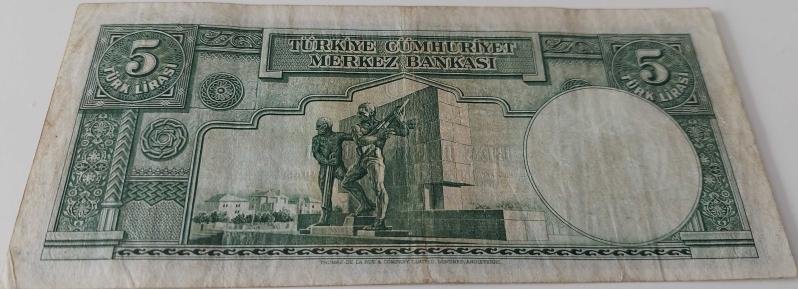 5
TÜRK LİRASI
TÜRKİYE CÜMHURİYET
MERKEZ BANKASI
5
TÜRK LİRASI
THOMAS DE LA RUE & COMPANY, LIMITED, LONDRES, ANGLETERRE.